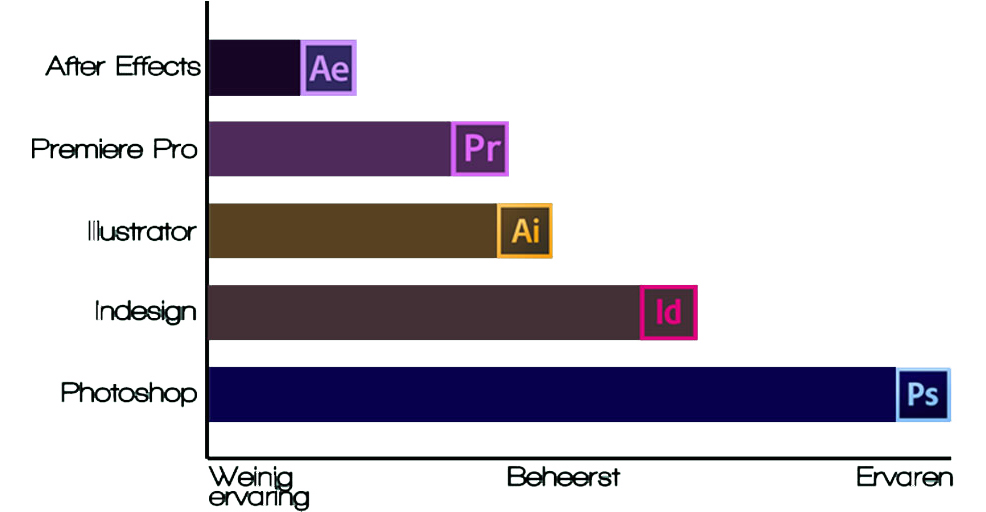 After Effects
Ae
Premiere Pro
Pr
Illustrator
Ai
Indesign
Id
Photoshop
Ps
Weinig
ervaring
Beheerst
Ervaren